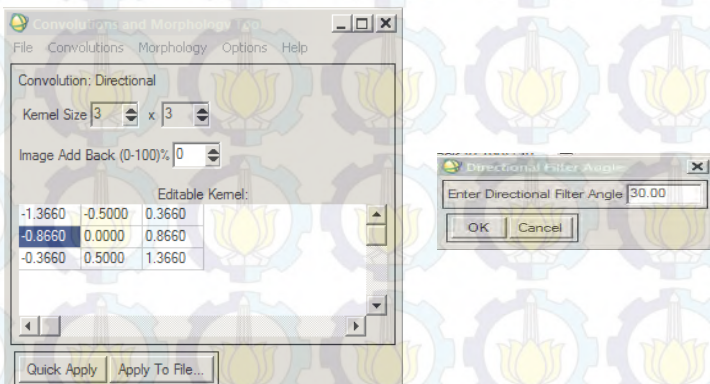 Convolutions and Morphology Tool
File Convolutions Morphology Options Help
Convolution: Directional
Kernel Size 3 x 3
Image Add Back (0-100)% 0
Editable Kernel:
-1.3660 -0.5000 0.3660
-0.8660 0.0000 0.8660
-0.3660 0.5000 1.3660
Quick Apply Apply To File...
Directional Filter Angle
Enter Directional Filter Angle 30.00
OK Cancel